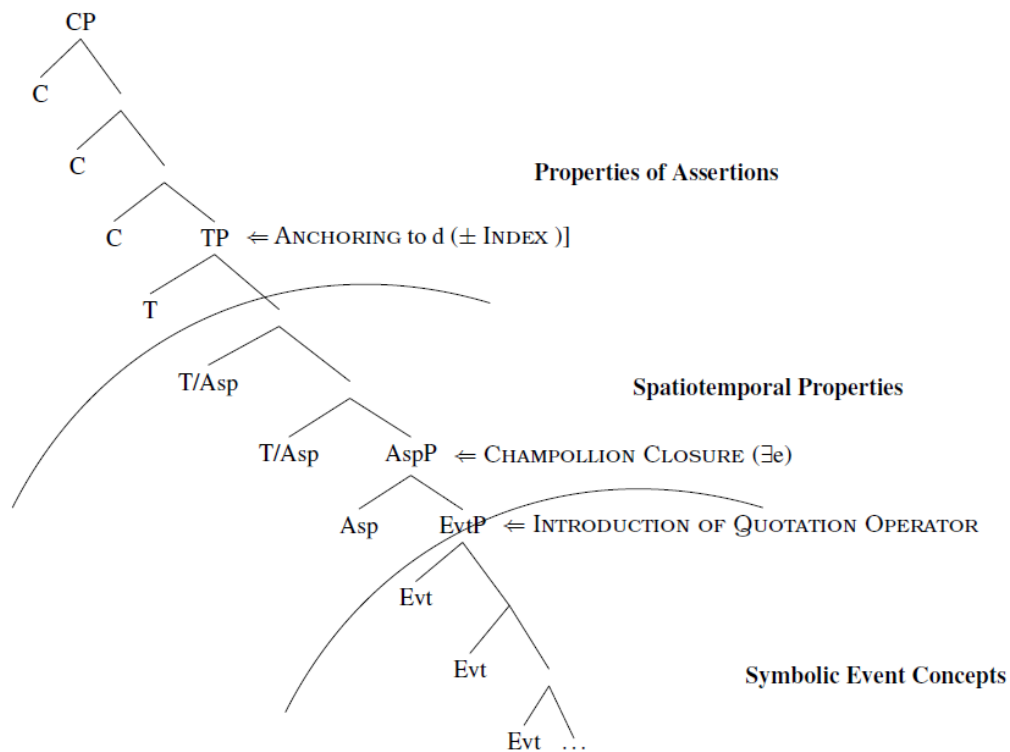 CP
C
C
Properties of Assertions
C TP ⇐ ANCHORING to d (± INDEX )]
T
T/Asp
Spatiotemporal Properties
T/Asp AspP ⇐ CHAMPOLLION CLOSURE (∃e)
Asp EvtP ⇐ INTRODUCTION OF QUOTATION OPERATOR
Evt
Evt
Symbolic Event Concepts
Evt ...